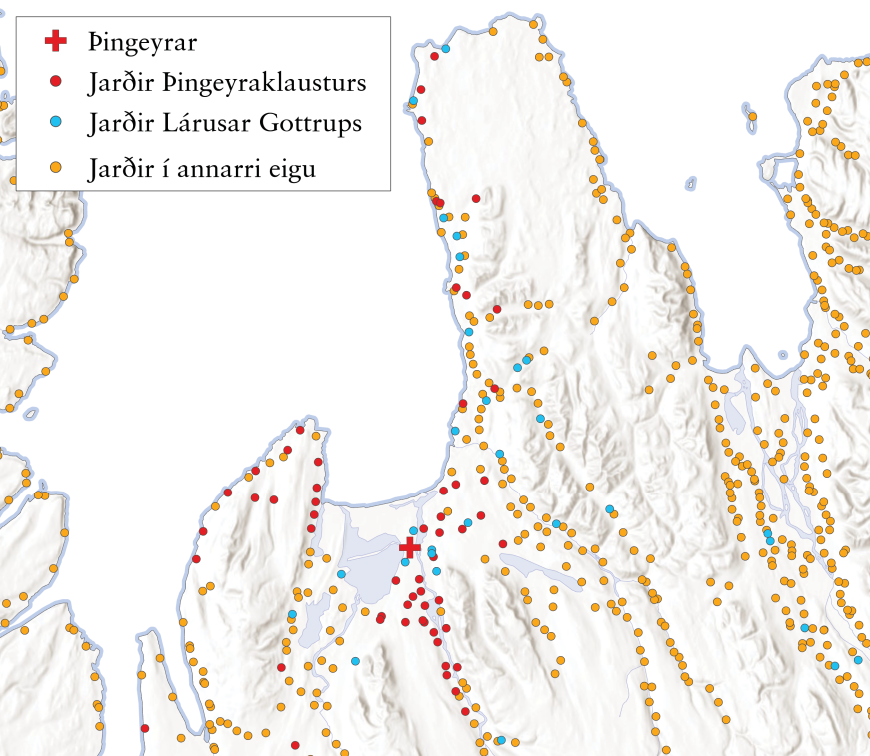 Þingeyrar
Jarðir Þingeyraklausturs
Jarðir Lárusar Gottrups
Jarðir í annarri eigu